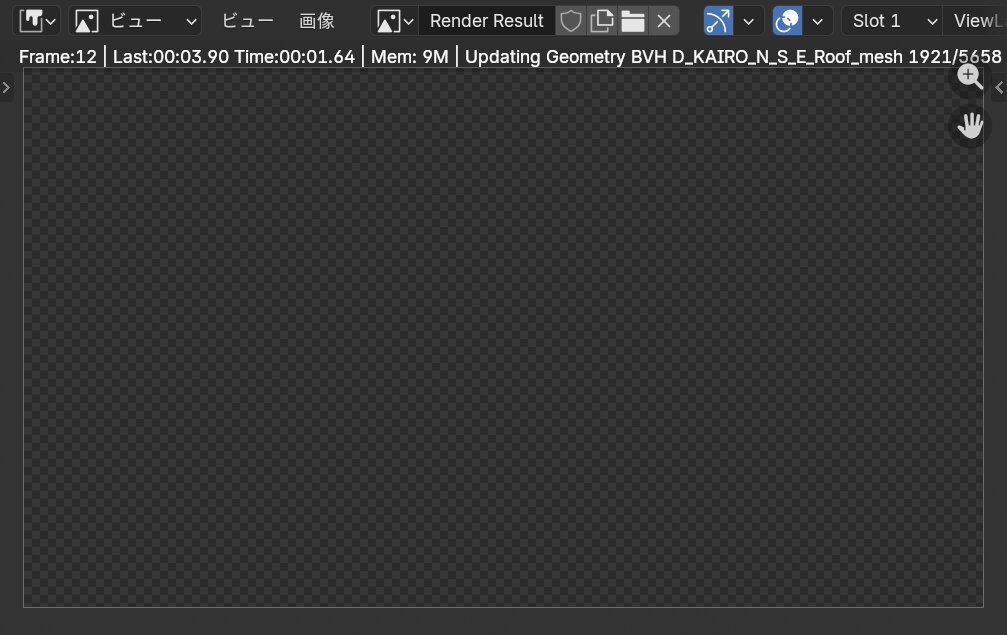 ビュー ビュー 画像 Render Result Slot 1 ViewL
Frame:12 | Last:00:03.90 Time:00:01.64 | Mem: 9M | Updating Geometry BVH D_KAIRO_N_S_E_Roof_mesh 1921/5658